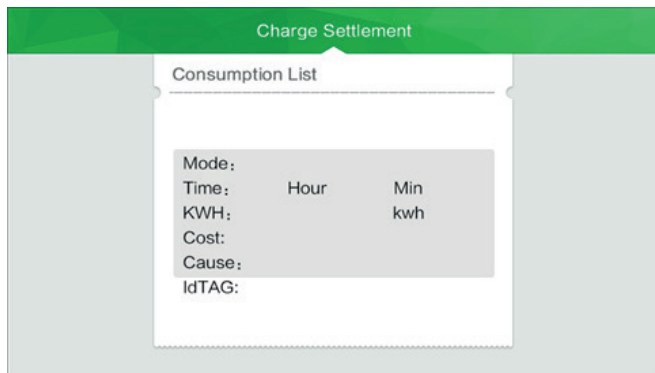 Charge Settlement
Consumption List
Mode：
Time： Hour Min
KWH： kwh
Cost:
Cause：
IdTAG: